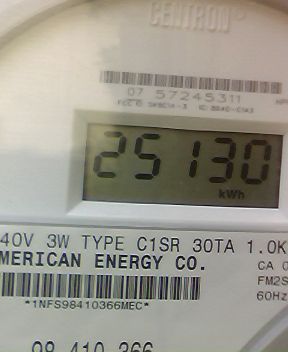 CENTRON
07 57245311
25130
kWh
40V 3W TYPE C1SR 30TA 1.0K
MERICAN ENERGY CO.
CA 0
FM2S
*1NFS98410366MEC*
60Hz
98 410 366